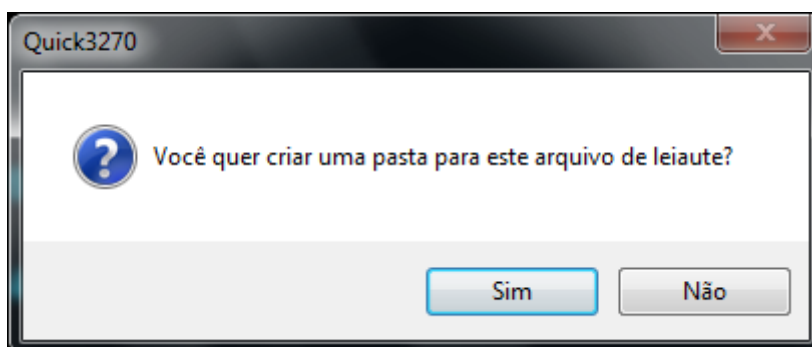 Quick3270
Você quer criar uma pasta para este arquivo de leiaute?
Sim Não